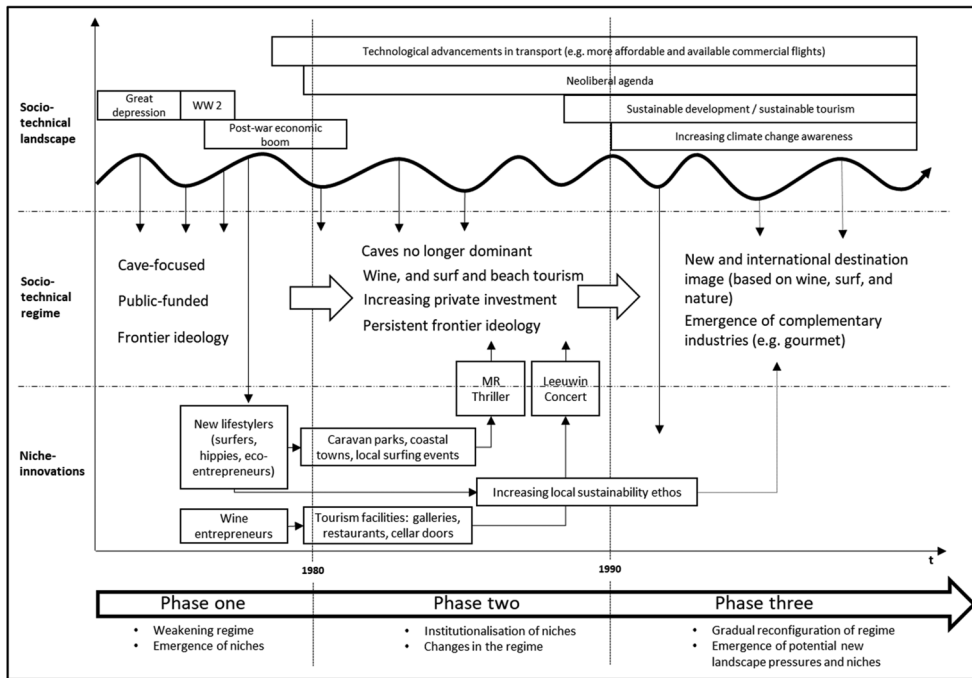 Technological advancements in transport (e.g. more affordable and available commercial flights)
Neoliberal agenda
Socio-
technical
landscape
Great
depression
WW 2
Sustainable development / sustainable tourism
Post-war economic
boom
Increasing climate change awareness
Socio-
technical
regime
Cave-focused
Public-funded
Frontier ideology
Caves no longer dominant
Wine, and surf and beach tourism
Increasing private investment
Persistent frontier ideology
New and international destination
image (based on wine, surf, and
nature)
Emergence of complementary
industries (e.g. gourmet)
MR
Thriller
Leeuwin
Concert
Niche-
innovations
New lifestylers
(surfers,
hippies, eco-
entrepreneurs)
Caravan parks, coastal
towns, local surfing events
Increasing local sustainability ethos
Wine
entrepreneurs
Tourism facilities: galleries,
restaurants, cellar doors
t
1980
1990
Phase one
Phase two
Phase three
• Weakening regime
• Emergence of niches
• Institutionalisation of niches
• Changes in the regime
• Gradual reconfiguration of regime
• Emergence of potential new
landscape pressures and niches